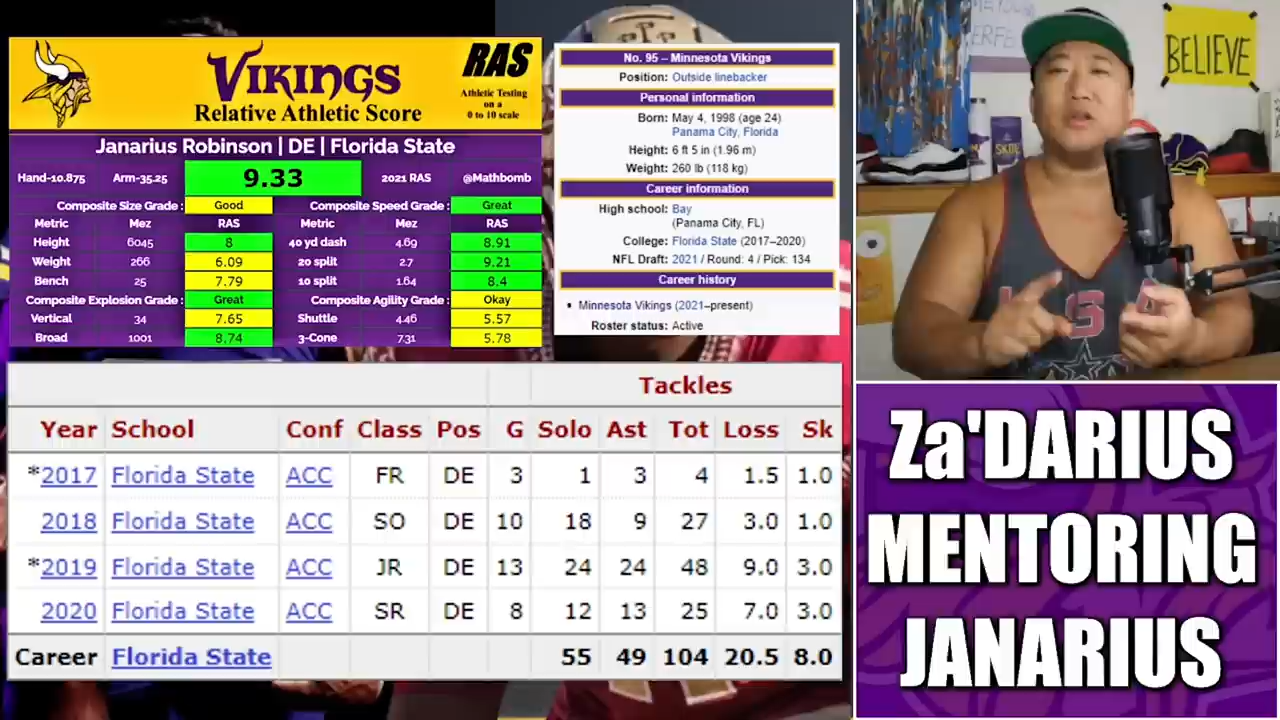 VIKINGS
Relative Athletic Score
RAS
Athletic Testing
on a
0 to 10 scale
Janarius Robinson | DE | Florida State
Hand-10.875 Arm-35.25 9.33 2021 RAS @Mathbomb
Composite Size Grade : Good Composite Speed Grade : Great
Metric Mez RAS Metric Mez RAS
Height 6045 8 40 yd dash 4.69 8.91
Weight 266 6.09 20 split 2.7 9.21
Bench 25 7.79 10 split 1.64 8.4
Composite Explosion Grade : Great Composite Agility Grade : Okay
Vertical 34 7.65 Shuttle 4.46 5.57
Broad 1001 8.74 3-Cone 7.31 5.78
No. 95 – Minnesota Vikings
Position: Outside linebacker
Personal information
Born: May 4, 1998 (age 24)
Panama City, Florida
Height: 6 ft 5 in (1.96 m)
Weight: 260 lb (118 kg)
Career information
High school: Bay
(Panama City, FL)
College: Florida State (2017–2020)
NFL Draft: 2021 / Round: 4 / Pick: 134
Career history
• Minnesota Vikings (2021–present)
Roster status: Active
BELIEVE
SKOL
Tackles
Year School Conf Class Pos G Solo Ast Tot Loss Sk
*2017 Florida State ACC FR DE 3 1 3 4 1.5 1.0
2018 Florida State ACC SO DE 10 18 9 27 3.0 1.0
*2019 Florida State ACC JR DE 13 24 24 48 9.0 3.0
2020 Florida State ACC SR DE 8 12 13 25 7.0 3.0
Career Florida State 55 49 104 20.5 8.0
Za'DARIUS
MENTORING
JANARIUS